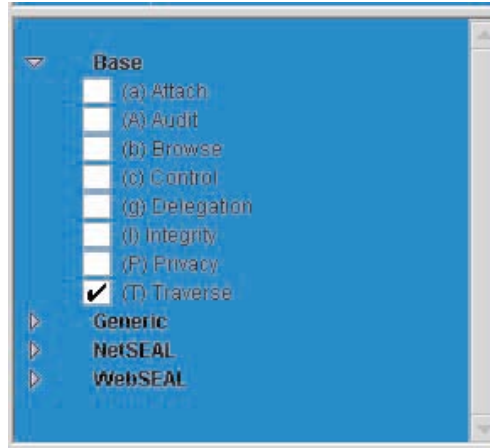 Base
(a) Attach
(A) Audit
(b) Browse
(c) Control
(g) Delegation
(I) Integrity
(P) Privacy
(T) Traverse
Generic
NetSEAL
WebSEAL